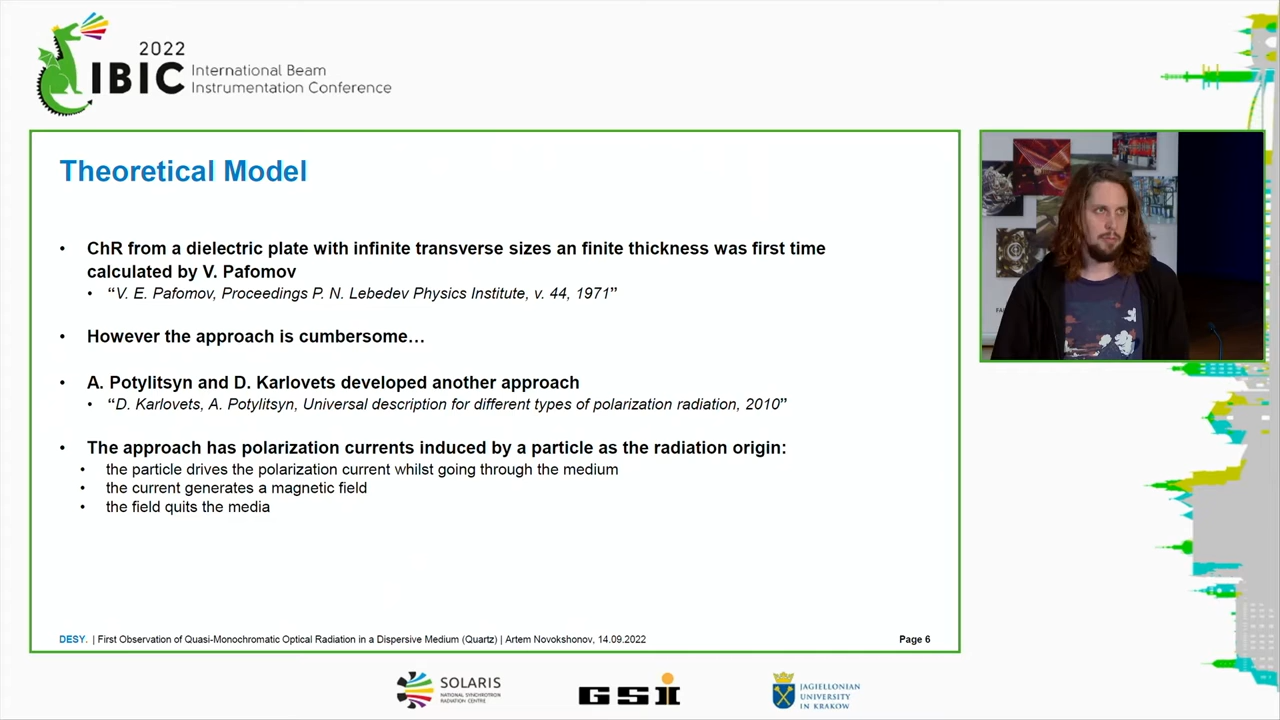 2022
IBIC International Beam
Instrumentation Conference
Theoretical Model
• ChR from a dielectric plate with infinite transverse sizes an finite thickness was first time
calculated by V. Pafomov
• “V. E. Pafomov, Proceedings P. N. Lebedev Physics Institute, v. 44, 1971”
• However the approach is cumbersome…
• A. Potylitsyn and D. Karlovets developed another approach
• “D. Karlovets, A. Potylitsyn, Universal description for different types of polarization radiation, 2010”
• The approach has polarization currents induced by a particle as the radiation origin:
• the particle drives the polarization current whilst going through the medium
• the current generates a magnetic field
• the field quits the media
DESY. | First Observation of Quasi-Monochromatic Optical Radiation in a Dispersive Medium (Quartz) | Artem Novokshonov, 14.09.2022
Page 6
SOLARIS
NATIONAL SYNCHROTRON
RADIATION CENTRE
GSI
JAGIELLONIAN
UNIVERSITY
IN KRAKOW